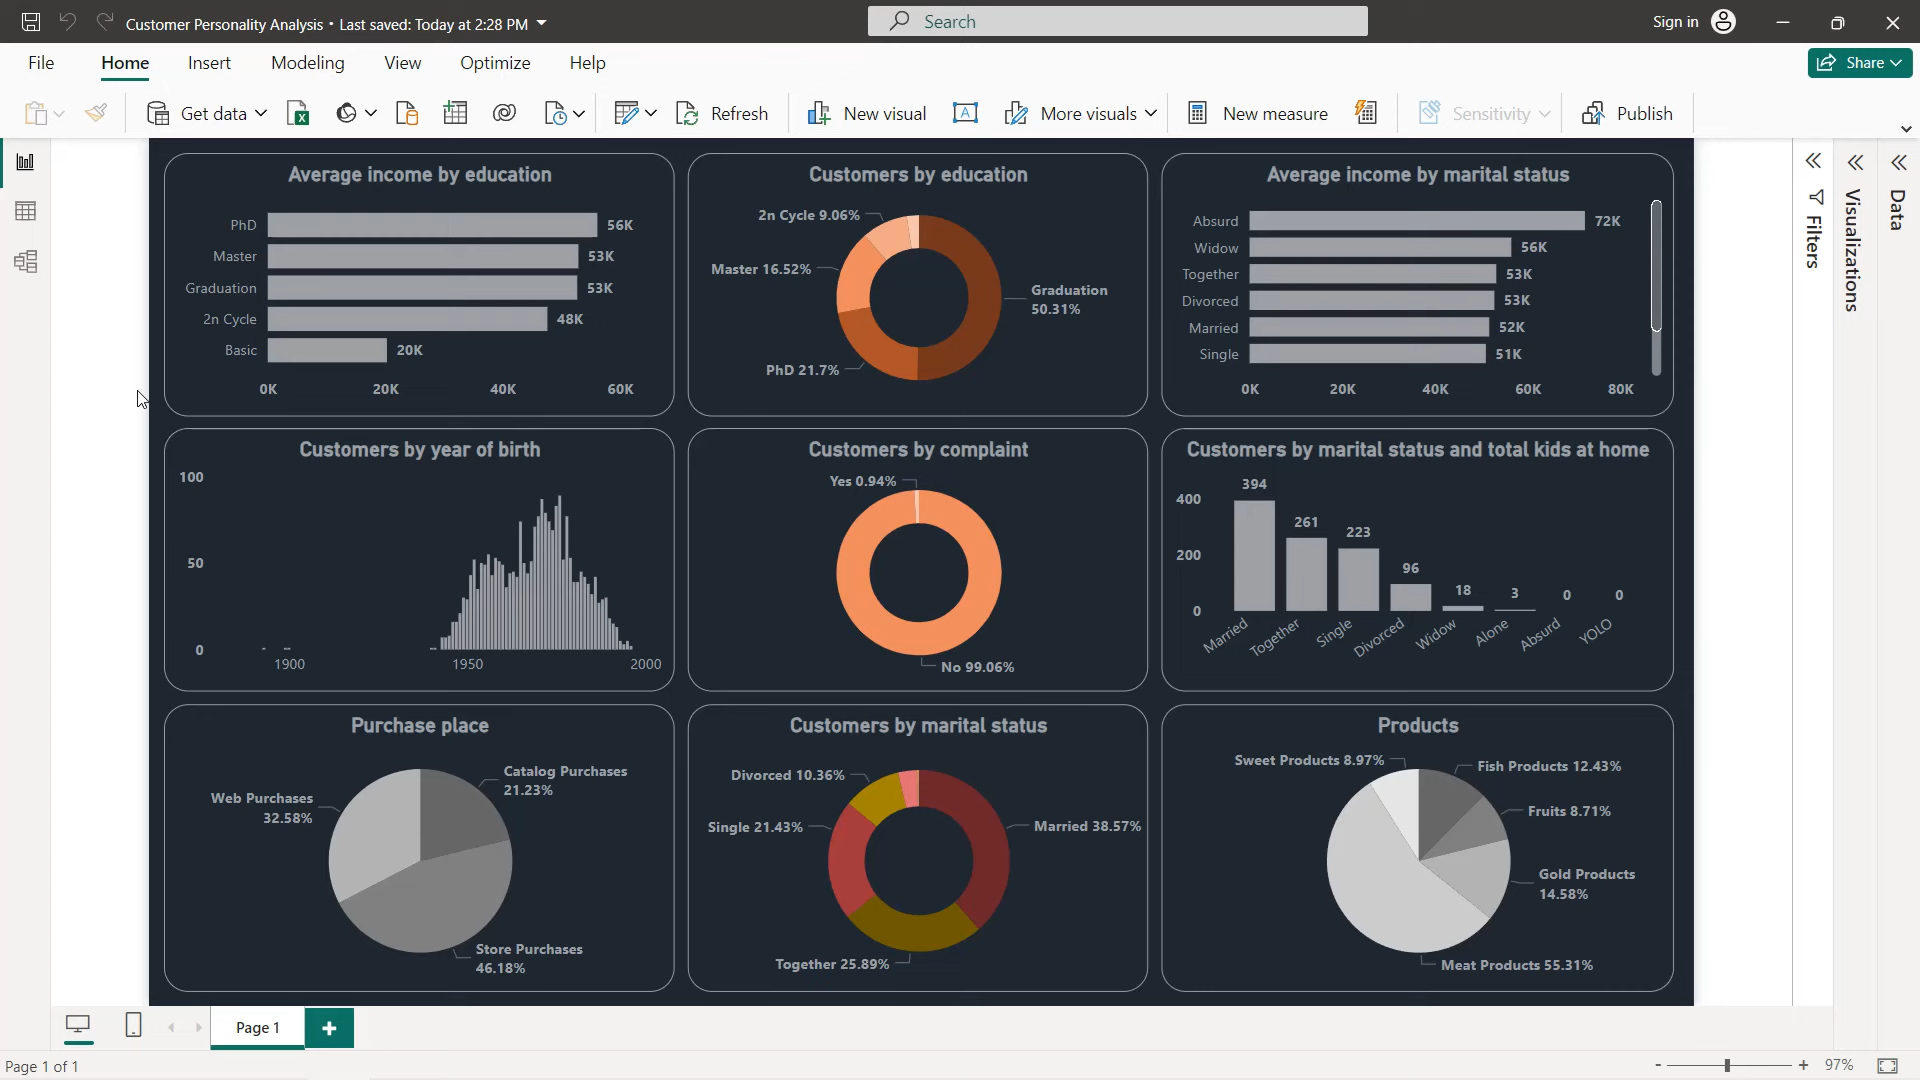 Customer Personality Analysis • Last saved: Today at 2:28 PM
Search
Sign in
File
Home
Insert
Modeling
View
Optimize
Help
Share
Get data
Refresh
New visual
More visuals
New measure
Sensitivity
Publish
Average income by education
PhD 56K
Master 53K
Graduation 53K
2n Cycle 48K
Basic 20K
0K 20K 40K 60K
Customers by education
2n Cycle 9.06%
Master 16.52%
Graduation
50.31%
PhD 21.7%
Average income by marital status
Absurd 72K
Widow 56K
Together 53K
Divorced 53K
Married 52K
Single 51K
0K 20K 40K 60K 80K
Filters
Visualizations
Data
Customers by year of birth
100
50
0
1900 1950 2000
Customers by complaint
Yes 0.94%
No 99.06%
Customers by marital status and total kids at home
400
200
0
394
261
223
96
18
3
0
0
Married
Together
Single
Divorced
Widow
Alone
Absurd
YOLO
Purchase place
Catalog Purchases
21.23%
Web Purchases
32.58%
Store Purchases
46.18%
Customers by marital status
Divorced 10.36%
Single 21.43%
Married 38.57%
Together 25.89%
Products
Sweet Products 8.97%
Fish Products 12.43%
Fruits 8.71%
Gold Products
14.58%
Meat Products 55.31%
Page 1
Page 1 of 1
- + 97%